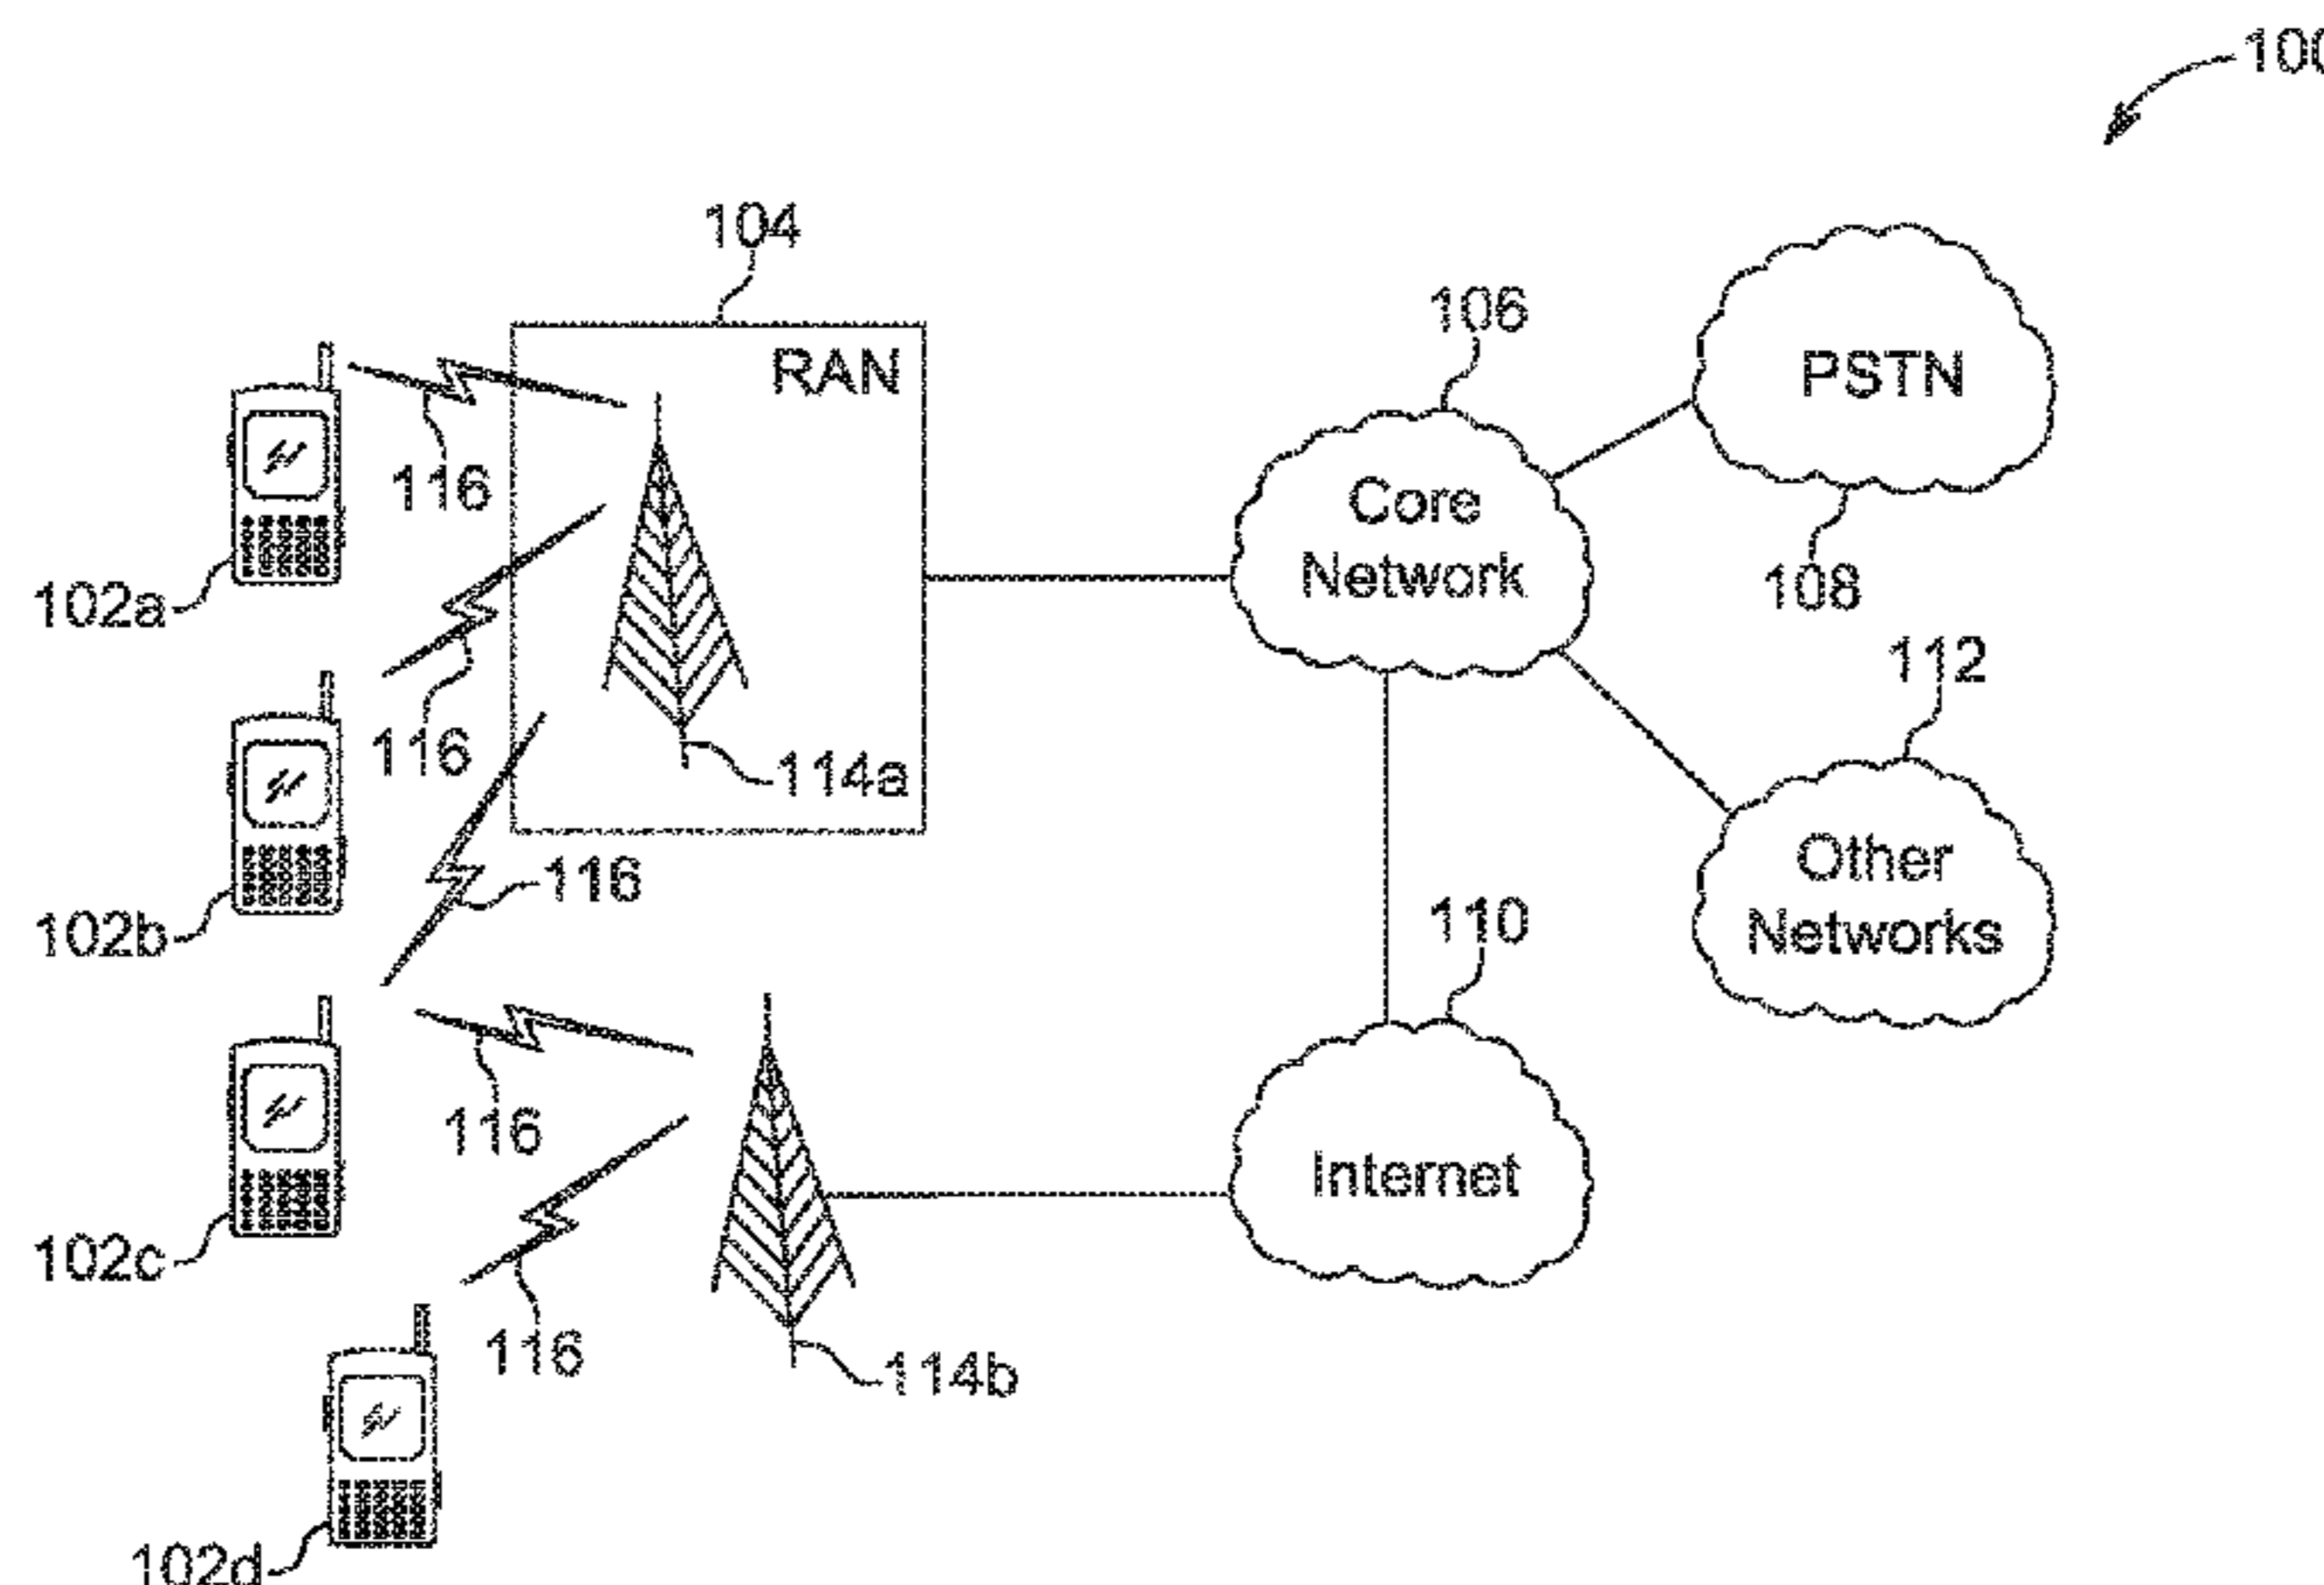 100
104
RAN
106
PSTN
116
Core
Network
108
102a
112
116
114a
Other
Networks
116
102b
110
116
Internet
102c
116
114b
102d